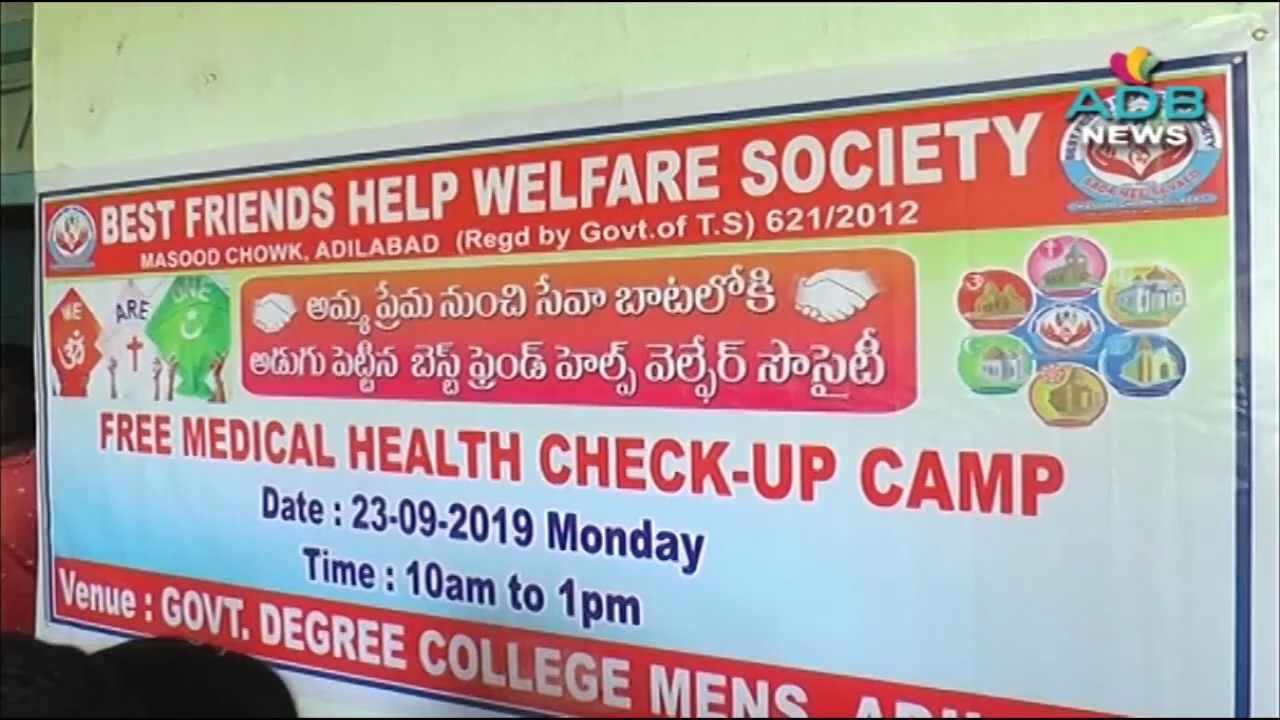 ADB
NEWS
BEST FRIENDS HELP WELFARE SOCIETY
MASOOD CHOWK, ADILABAD (Regd by Govt.of T.S) 621/2012
WE ARE ONE
అమ్మ ప్రేమ నుంచి సేవా బాటలోకి
అడుగు పెట్టిన బెస్ట్ ఫ్రెండ్ హెల్ప్ వెల్ఫేర్ సొసైటీ
FREE MEDICAL HEALTH CHECK-UP CAMP
Date : 23-09-2019 Monday
Time : 10am to 1pm
Venue : GOVT. DEGREE COLLEGE MENS